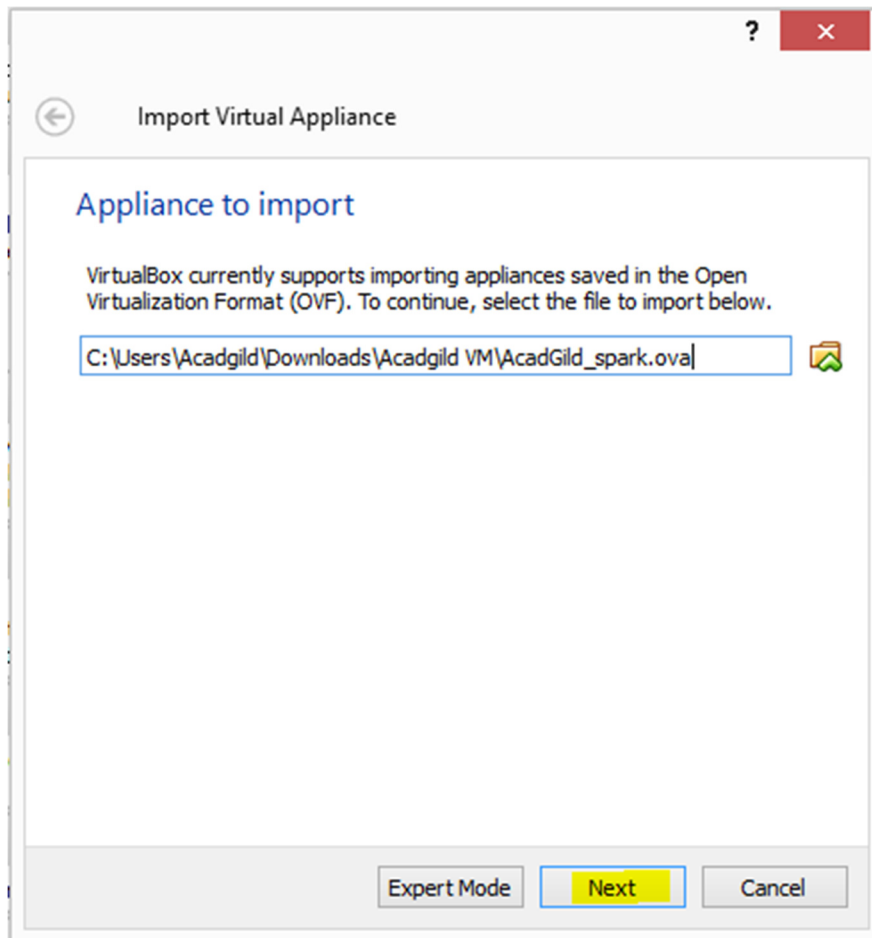 ?
Import Virtual Appliance
Appliance to import
VirtualBox currently supports importing appliances saved in the Open
Virtualization Format (OVF). To continue, select the file to import below.
C:\Users\Acadgild\Downloads\Acadgild VM\AcadGild_spark.ova
Expert Mode Next Cancel